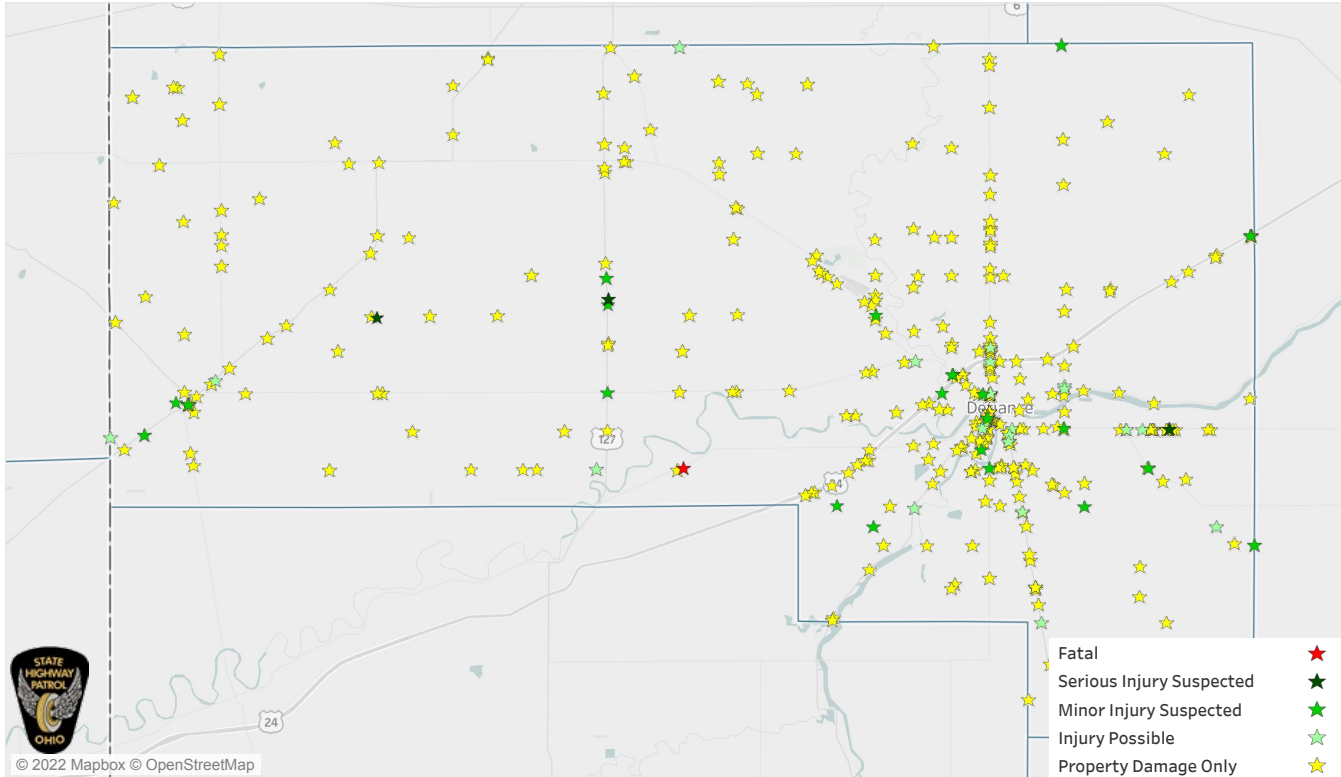 6
Defiance
127
24
24
STATE
HIGHWAY
PATROL
OHIO
© 2022 Mapbox © OpenStreetMap
Fatal
Serious Injury Suspected
Minor Injury Suspected
Injury Possible
Property Damage Only